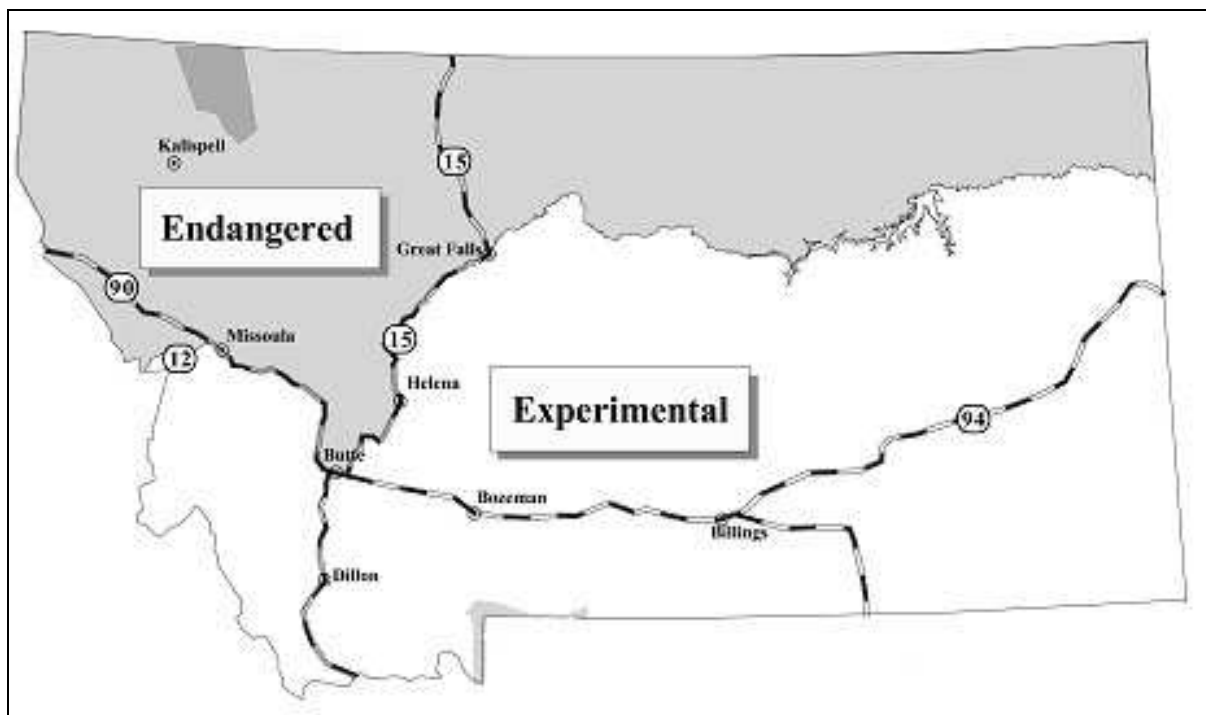 Kalispell
15
Endangered
Great Falls
90
Missoula
15
12
Helena
Experimental
94
Butte
Bozeman
Billings
Dillon